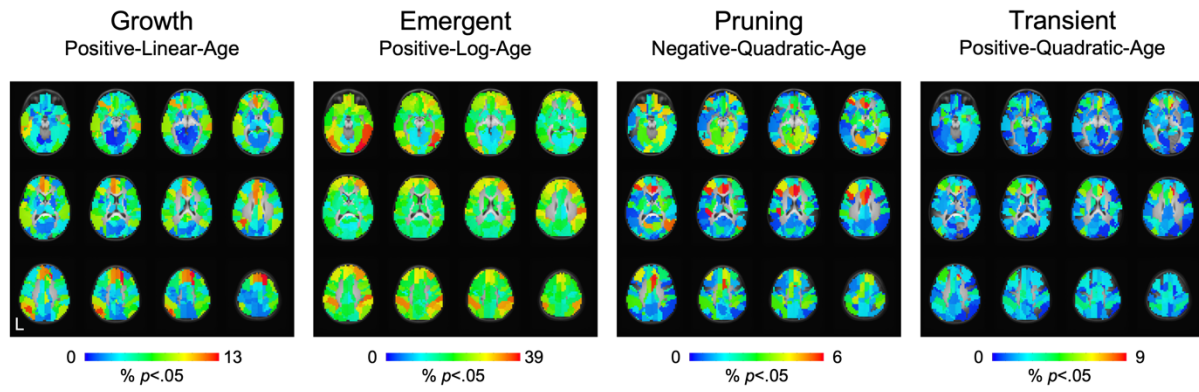 Growth
Positive-Linear-Age
Emergent
Positive-Log-Age
Pruning
Negative-Quadratic-Age
Transient
Positive-Quadratic-Age
L
0 13
% p<.05
0 39
% p<.05
0 6
% p<.05
0 9
% p<.05